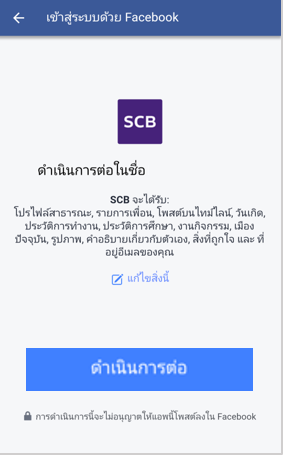 เข้าสู่ระบบด้วย Facebook
SCB
ดำเนินการต่อในชื่อ
SCB จะได้รับ:
โปรไฟล์สาธารณะ, รายการเพื่อน, โพสต์บนไทม์ไลน์, วันเกิด,
ประวัติการทำงาน, ประวัติการศึกษา, งานกิจกรรม, เมือง
ปัจจุบัน, รูปภาพ, คำอธิบายเกี่ยวกับตัวเอง, สิ่งที่ถูกใจ และ ที่
อยู่อีเมลของคุณ
แก้ไขสิ่งนี้
ดำเนินการต่อ
การดำเนินการนี้จะไม่อนุญาตให้แอพนี้โพสต์ลงใน Facebook